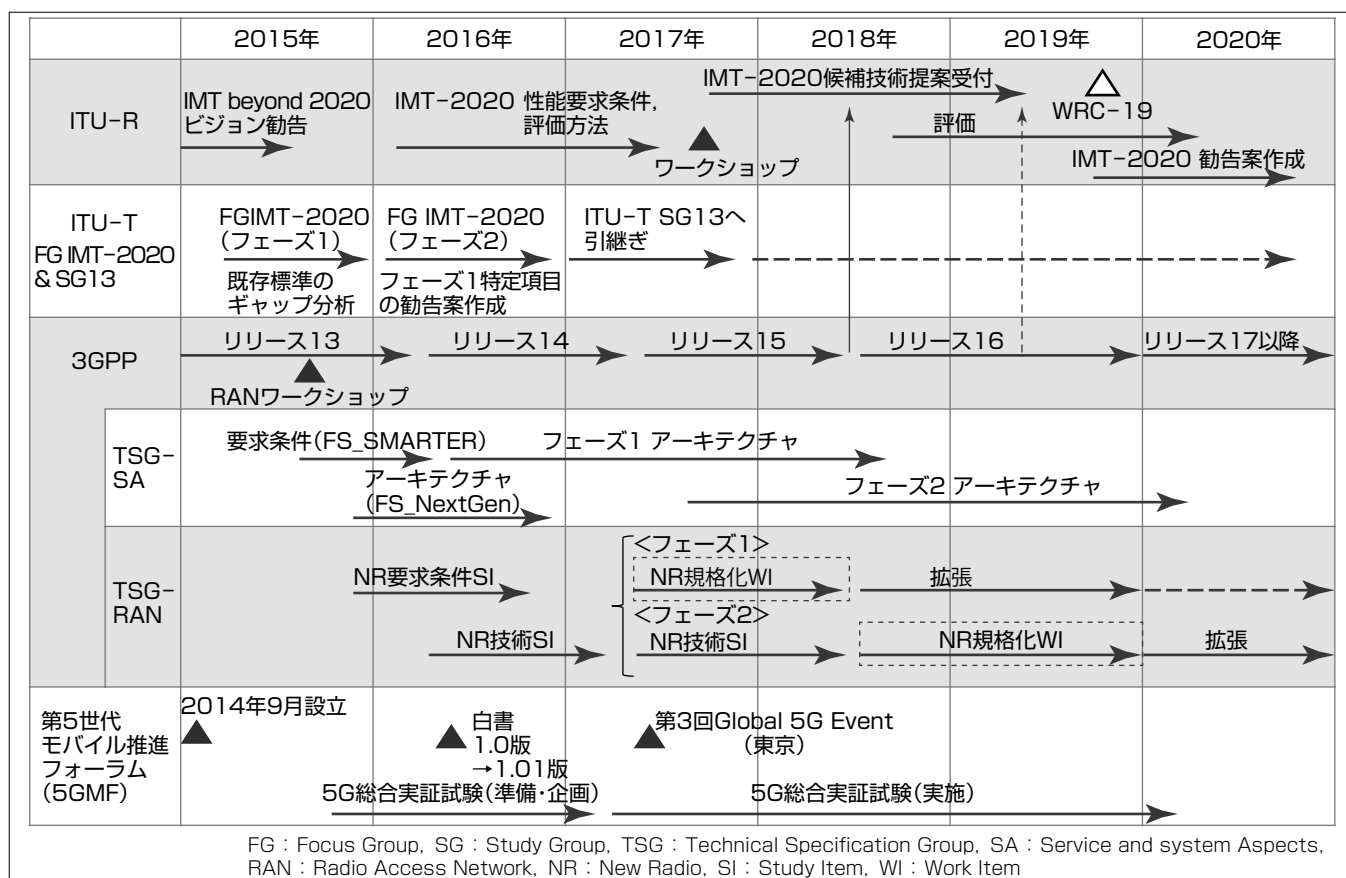 2015年 2016年 2017年 2018年 2019年 2020年
ITU-R
IMT beyond 2020
ビジョン勧告
IMT-2020 性能要求条件,
評価方法
IMT-2020候補技術提案受付
ワークショップ
評価
WRC-19
IMT-2020 勧告案作成
ITU-T
FG IMT-2020
& SG13
FGIMT-2020
(フェーズ1)
既存標準の
ギャップ分析
FG IMT-2020
(フェーズ2)
フェーズ1特定項目
の勧告案作成
ITU-T SG13へ
引継ぎ
3GPP
リリース13 リリース14 リリース15 リリース16 リリース17以降
RANワークショップ
TSG-
SA
要求条件(FS_SMARTER) フェーズ1 アーキテクチャ
アーキテクチャ
(FS_NextGen)
フェーズ2 アーキテクチャ
TSG-
RAN
NR要求条件SI
NR技術SI
<フェーズ1>
NR規格化WI 拡張
<フェーズ2>
NR技術SI NR規格化WI 拡張
第5世代
モバイル推進
フォーラム
(5GMF)
2014年9月設立
白書
1.0版
→1.01版
第3回Global 5G Event
(東京)
5G総合実証試験(準備・企画) 5G総合実証試験(実施)
FG : Focus Group, SG : Study Group, TSG : Technical Specification Group, SA : Service and system Aspects,
RAN : Radio Access Network, NR : New Radio, SI : Study Item, WI : Work Item